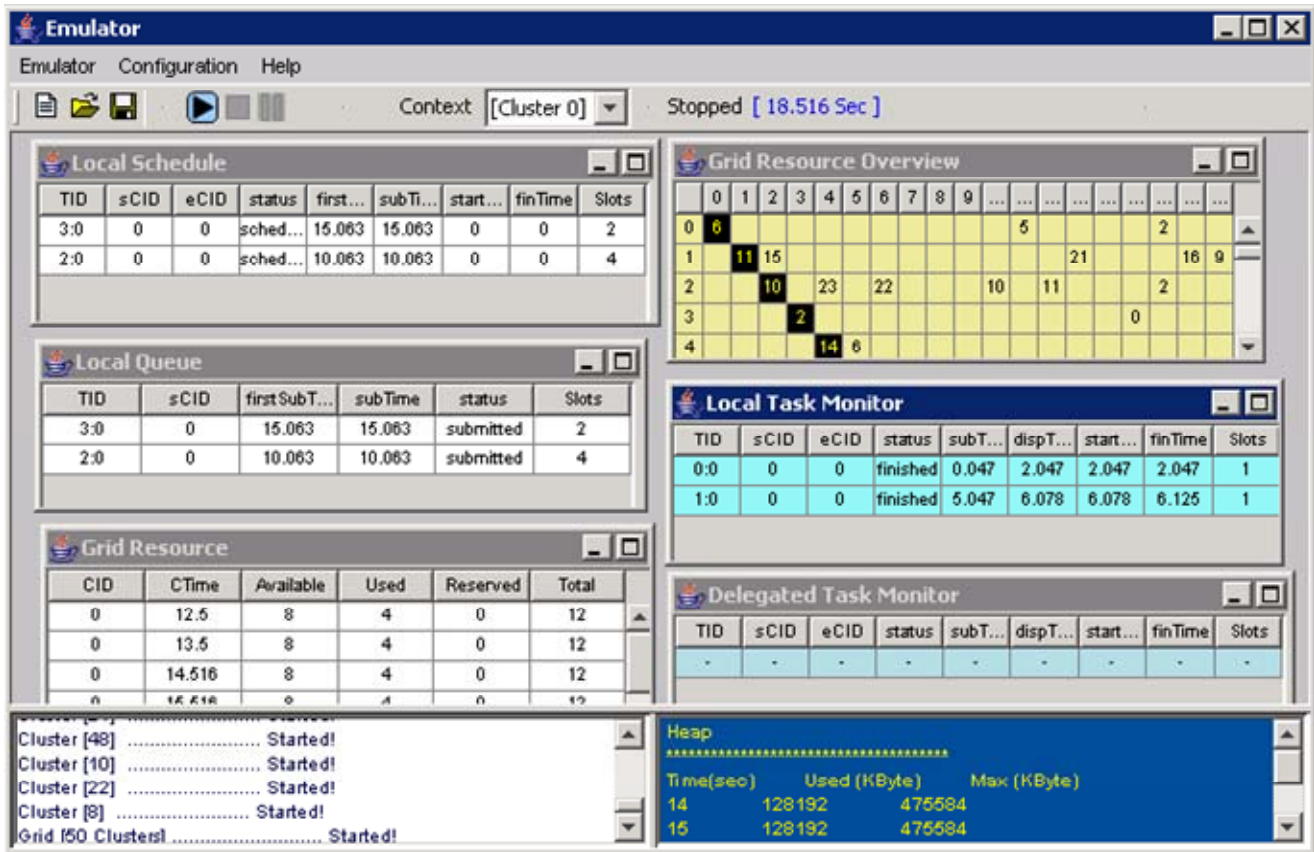 Emulator
Emulator Configuration Help
Context [Cluster 0] Stopped [ 18.516 Sec ]
Local Schedule
TID sCID eCID status first... subTi... start... finTime Slots
3:0 0 0 sched... 15.063 15.063 0 0 2
2:0 0 0 sched... 10.063 10.063 0 0 4
Local Queue
TID sCID firstSubT... subTime status Slots
3:0 0 15.063 15.063 submitted 2
2:0 0 10.063 10.063 submitted 4
Grid Resource
CID CTime Available Used Reserved Total
0 12.5 8 4 0 12
0 13.5 8 4 0 12
0 14.516 8 4 0 12
0 15.516 8 4 0 12
Grid Resource Overview
0 1 2 3 4 5 6 7 8 9 ... ... ... ... ... ... ... ... ...
0 6 5 2
1 11 15 21 16 9
2 10 23 22 10 11 2
3 2 0
4 14 6
Local Task Monitor
TID sCID eCID status subT... dispT... start... finTime Slots
0:0 0 0 finished 0.047 2.047 2.047 2.047 1
1:0 0 0 finished 5.047 6.078 6.078 6.125 1
Delegated Task Monitor
TID sCID eCID status subT... dispT... start... finTime Slots
- - - - - - - - -
Cluster [48] .......................... Started!
Cluster [10] .......................... Started!
Cluster [22] .......................... Started!
Cluster [8] .......................... Started!
Grid [50 Clusters] ............................. Started!
Heap
****************************************
Time(sec) Used (KByte) Max (KByte)
14 128192 475584
15 128192 475584